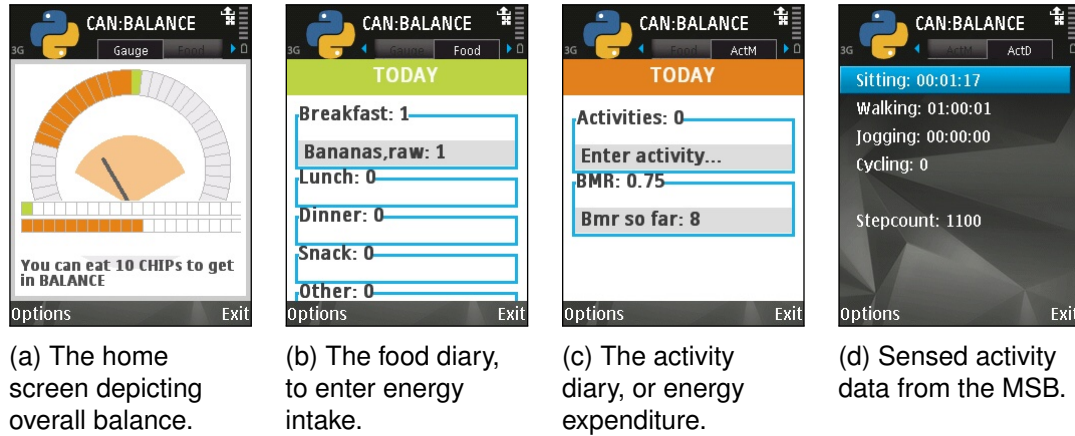 CAN:BALANCE
3G
Gauge Food
You can eat 10 CHIPs to get
in BALANCE
Options Exit
(a) The home
screen depicting
overall balance.
CAN:BALANCE
3G
Gauge Food
TODAY
Breakfast: 1
Bananas,raw: 1
Lunch: 0
Dinner: 0
Snack: 0
Other: 0
Options Exit
(b) The food diary,
to enter energy
intake.
CAN:BALANCE
3G
Food ActM
TODAY
Activities: 0
Enter activity...
BMR: 0.75
Bmr so far: 8
Options Exit
(c) The activity
diary, or energy
expenditure.
CAN:BALANCE
3G
ActM ActD
Sitting: 00:01:17
Walking: 01:00:01
Jogging: 00:00:00
Cycling: 0
Stepcount: 1100
Options Exit
(d) Sensed activity
data from the MSB.